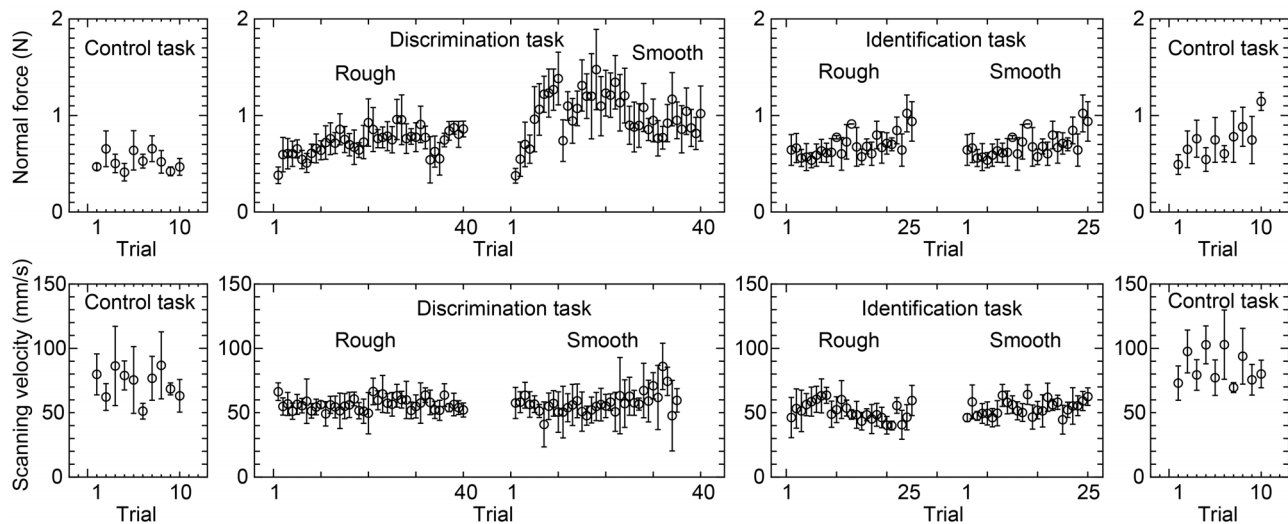 Normal force (N)
2
1
0
Control task
1
10
Trial
Discrimination task
Rough
Smooth
1
40
1
40
Trial
2
1
0
Identification task
Rough
Smooth
1
25
1
25
Trial
2
1
0
Control task
1
10
Trial
2
1
0
Scanning velocity (mm/s)
150
100
50
0
Control task
1
10
Trial
150
100
50
0
Discrimination task
Rough
Smooth
1
40
1
40
Trial
150
100
50
0
Identification task
Rough
Smooth
1
25
1
25
Trial
150
100
50
0
Control task
1
10
Trial